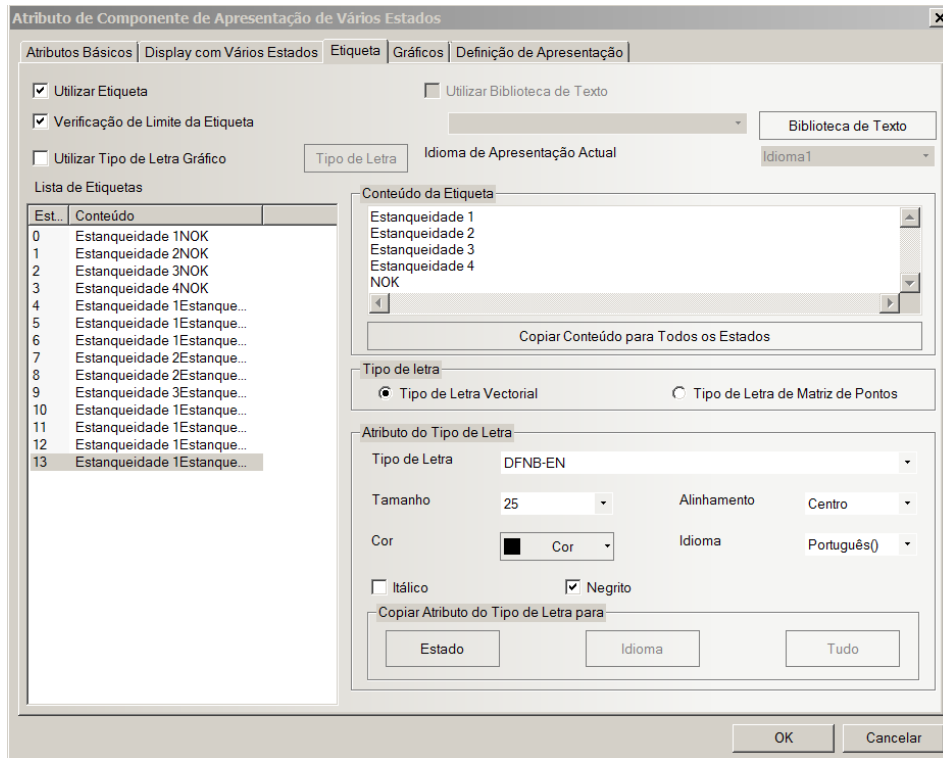 Atributo de Componente de Apresentação de Vários Estados
Atributos Básicos
Display com Vários Estados
Etiqueta
Gráficos
Definição de Apresentação
Utilizar Etiqueta
Utilizar Biblioteca de Texto
Verificação de Limite da Etiqueta
Biblioteca de Texto
Utilizar Tipo de Letra Gráfico
Tipo de Letra
Idioma de Apresentação Actual
Idioma1
Lista de Etiquetas
Est... Conteúdo
0 Estanqueidade 1NOK
1 Estanqueidade 2NOK
2 Estanqueidade 3NOK
3 Estanqueidade 4NOK
4 Estanqueidade 1Estanque...
5 Estanqueidade 1Estanque...
6 Estanqueidade 1Estanque...
7 Estanqueidade 2Estanque...
8 Estanqueidade 2Estanque...
9 Estanqueidade 3Estanque...
10 Estanqueidade 1Estanque...
11 Estanqueidade 1Estanque...
12 Estanqueidade 1Estanque...
13 Estanqueidade 1Estanque...
Conteúdo da Etiqueta
Estanqueidade 1
Estanqueidade 2
Estanqueidade 3
Estanqueidade 4
NOK
Copiar Conteúdo para Todos os Estados
Tipo de letra
Tipo de Letra Vectorial
Tipo de Letra de Matriz de Pontos
Atributo do Tipo de Letra
Tipo de Letra DFNB-EN
Tamanho 25
Alinhamento Centro
Cor Cor
Idioma Português()
Itálico
Negrito
Copiar Atributo do Tipo de Letra para
Estado
Idioma
Tudo
OK
Cancelar